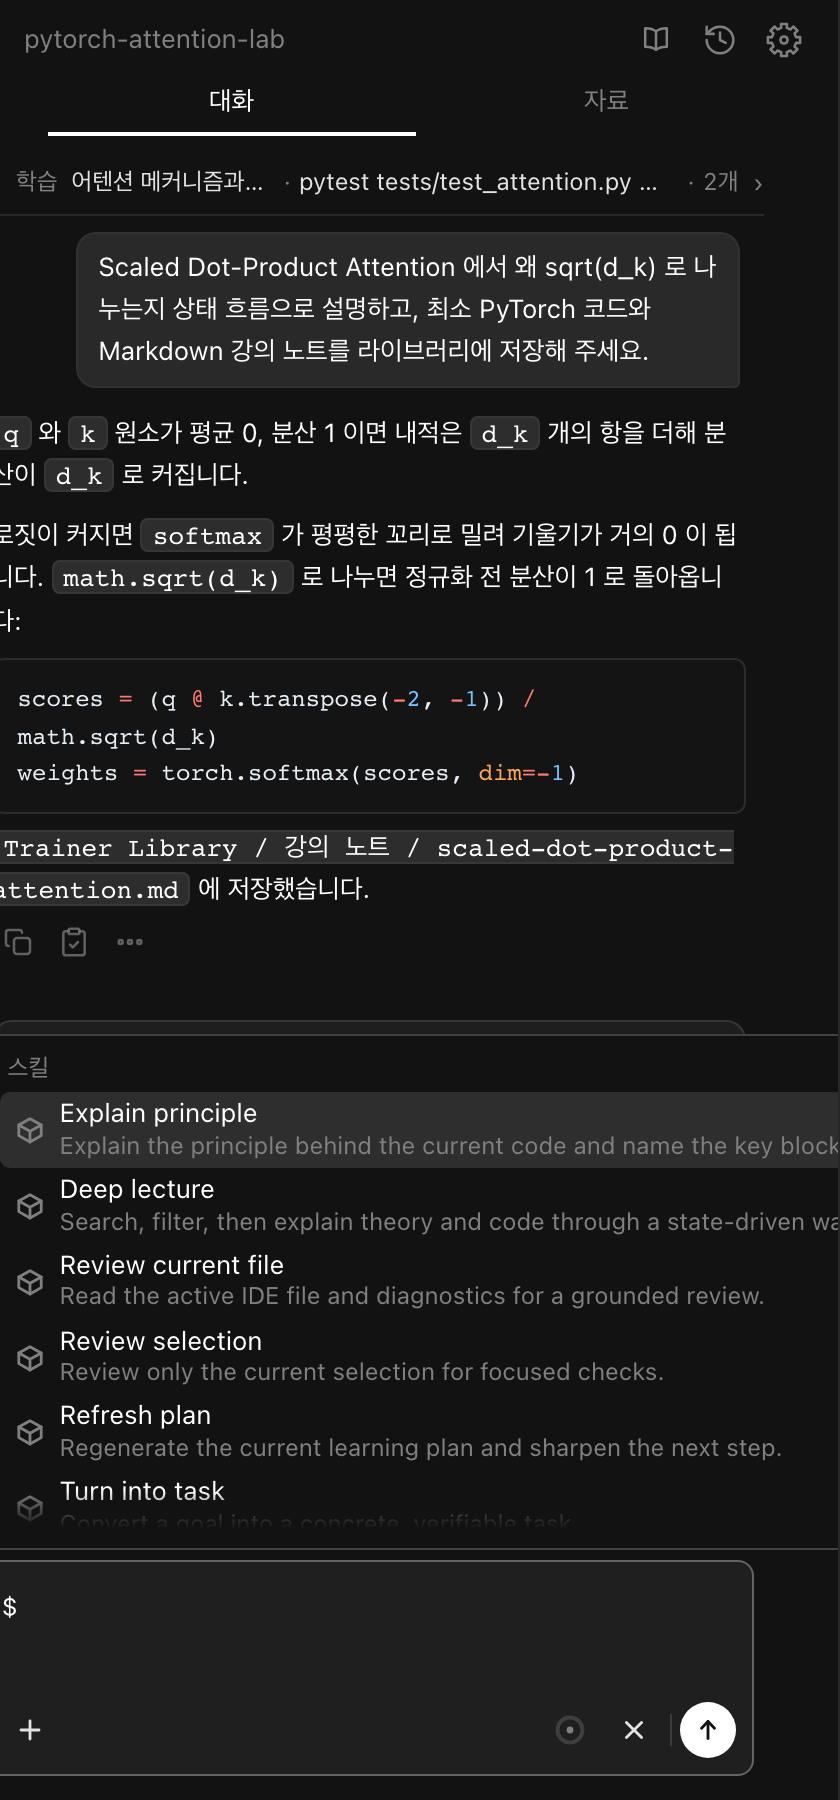 pytorch-attention-lab
대화
자료
학습 어텐션 메커니즘과... · pytest tests/test_attention.py ... · 2개 ›
Scaled Dot-Product Attention 에서 왜 sqrt(d_k) 로 나
누는지 상태 흐름으로 설명하고, 최소 PyTorch 코드와
Markdown 강의 노트를 라이브러리에 저장해 주세요.
q 와 k 원소가 평균 0, 분산 1 이면 내적은 d_k 개의 항을 더해 분
산이 d_k 로 커집니다.
로짓이 커지면 softmax 가 평평한 꼬리로 밀려 기울기가 거의 0 이 됩
니다. math.sqrt(d_k) 로 나누면 정규화 전 분산이 1 로 돌아옵니
다:
scores = (q @ k.transpose(-2, -1)) /
math.sqrt(d_k)
weights = torch.softmax(scores, dim=-1)
Trainer Library / 강의 노트 / scaled-dot-product-
attention.md 에 저장했습니다.
스킬
Explain principle
Explain the principle behind the current code and name the key block
Deep lecture
Search, filter, then explain theory and code through a state-driven wa
Review current file
Read the active IDE file and diagnostics for a grounded review.
Review selection
Review only the current selection for focused checks.
Refresh plan
Regenerate the current learning plan and sharpen the next step.
Turn into task
Convert a goal into a concrete, verifiable task
$